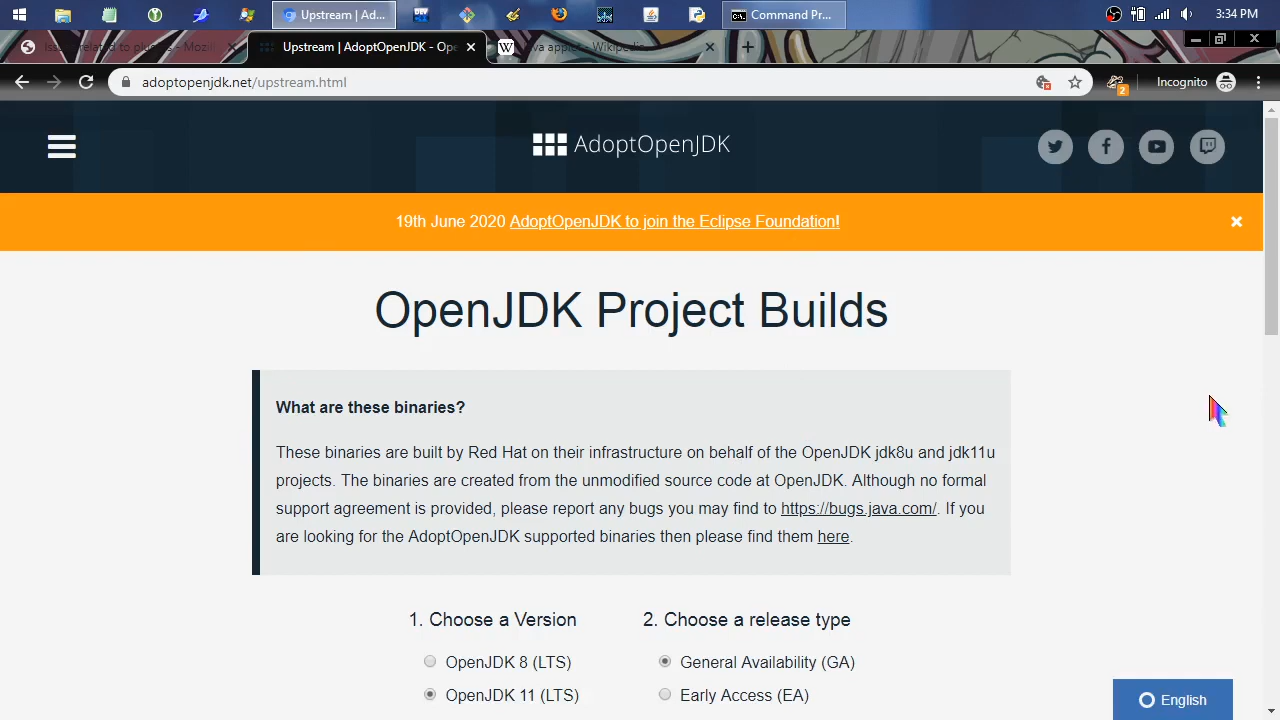 Upstream | Ad...
Command Pr...
3:34 PM
Upstream | AdoptOpenJDK - Ope
adoptopenjdk.net/upstream.html
2
Incognito
AdoptOpenJDK
19th June 2020 AdoptOpenJDK to join the Eclipse Foundation!
OpenJDK Project Builds
What are these binaries?
These binaries are built by Red Hat on their infrastructure on behalf of the OpenJDK jdk8u and jdk11u
projects. The binaries are created from the unmodified source code at OpenJDK. Although no formal
support agreement is provided, please report any bugs you may find to https://bugs.java.com/. If you
are looking for the AdoptOpenJDK supported binaries then please find them here.
1. Choose a Version
2. Choose a release type
OpenJDK 8 (LTS)
General Availability (GA)
OpenJDK 11 (LTS)
Early Access (EA)
English